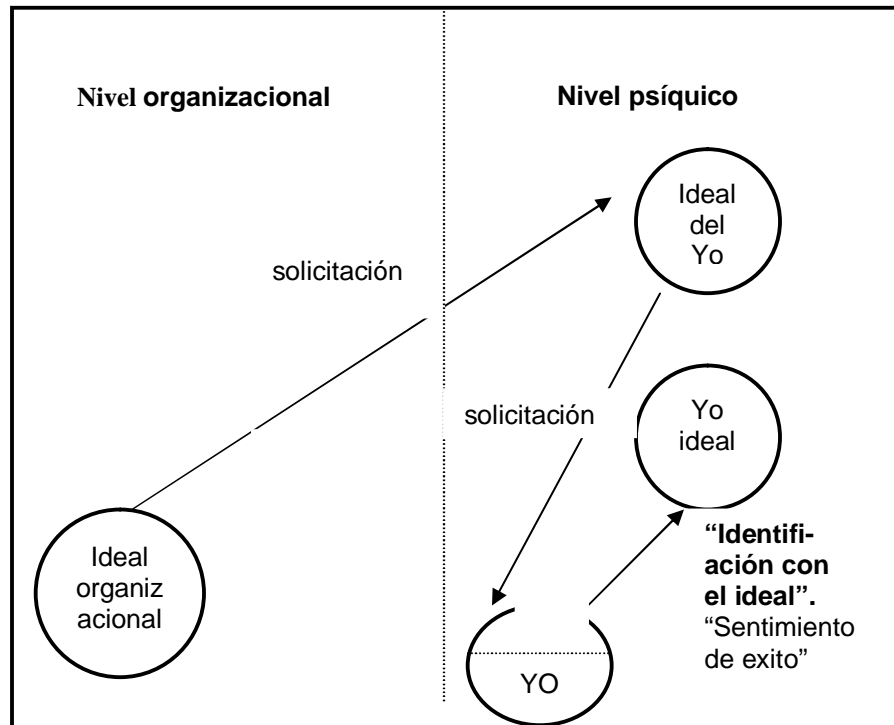 Nivel organizacional
Nivel psíquico
Ideal
del
Yo
solicitación
solicitación
Yo
ideal
Ideal
organiz
acional
“Identifi-
ación con
el ideal”.
“Sentimiento
de exito”
YO